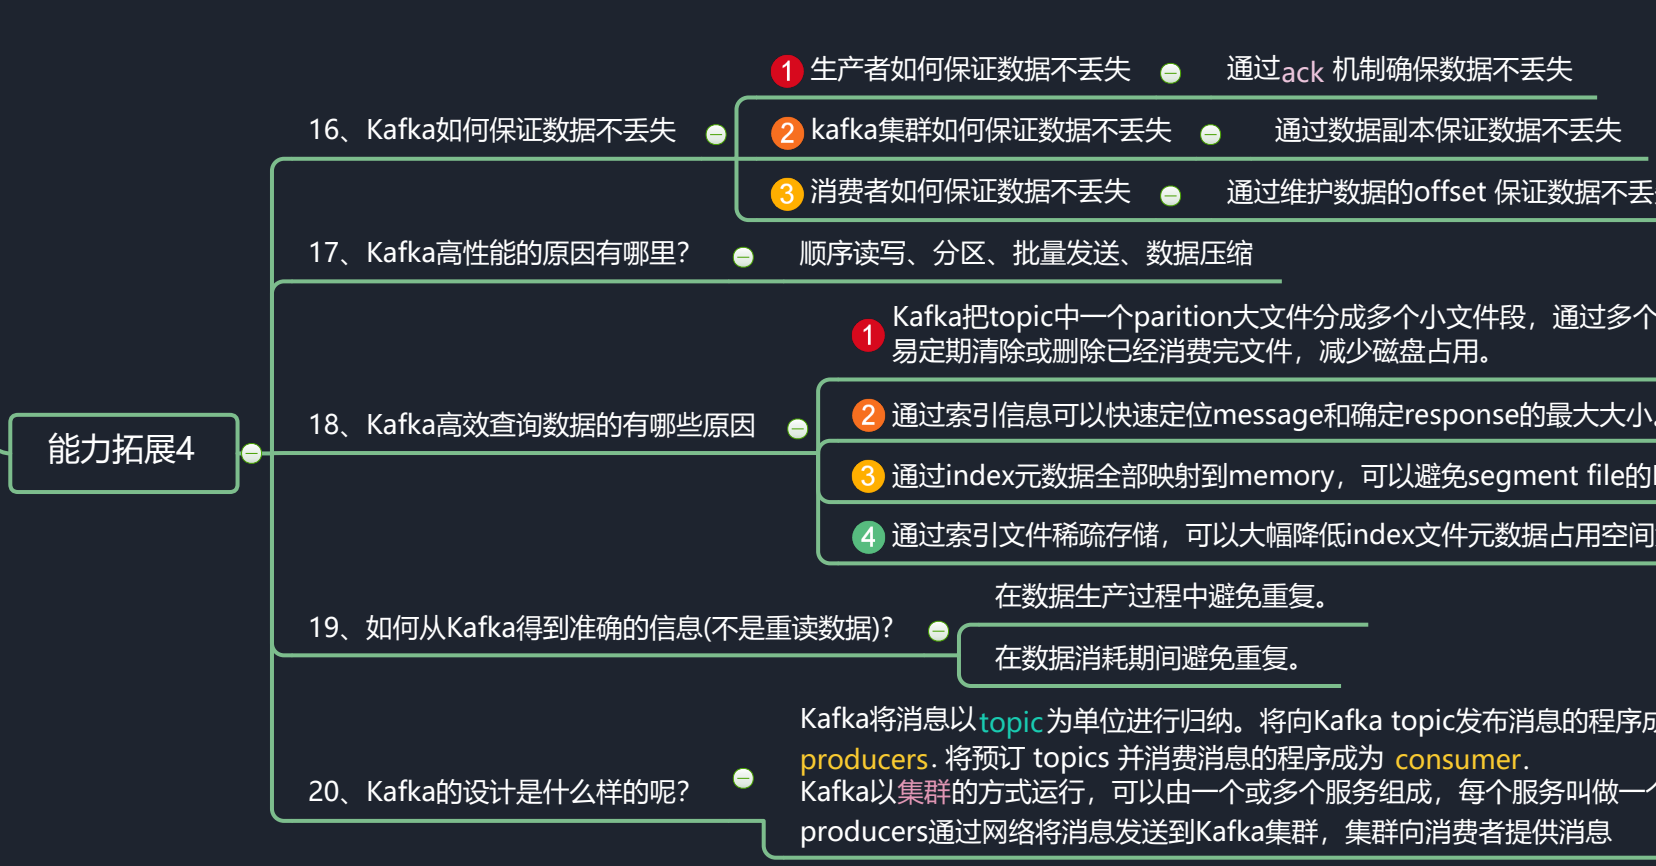 能力拓展4
16、Kafka如何保证数据不丢失
1 生产者如何保证数据不丢失
通过ack 机制确保数据不丢失
2 kafka集群如何保证数据不丢失
通过数据副本保证数据不丢失
3 消费者如何保证数据不丢失
通过维护数据的offset 保证数据不丢
17、Kafka高性能的原因有哪里?
顺序读写、分区、批量发送、数据压缩
18、Kafka高效查询数据的有哪些原因
1 Kafka把topic中一个parition大文件分成多个小文件段，通过多个
易定期清除或删除已经消费完文件，减少磁盘占用。
2 通过索引信息可以快速定位message和确定response的最大大小
3 通过index元数据全部映射到memory，可以避免segment file的
4 通过索引文件稀疏存储，可以大幅降低index文件元数据占用空间
19、如何从Kafka得到准确的信息(不是重读数据)?
在数据生产过程中避免重复。
在数据消耗期间避免重复。
20、Kafka的设计是什么样的呢?
Kafka将消息以topic为单位进行归纳。将向Kafka topic发布消息的程序成
producers. 将预订 topics 并消费消息的程序成为 consumer.
Kafka以集群的方式运行，可以由一个或多个服务组成，每个服务叫做一个
producers通过网络将消息发送到Kafka集群，集群向消费者提供消息